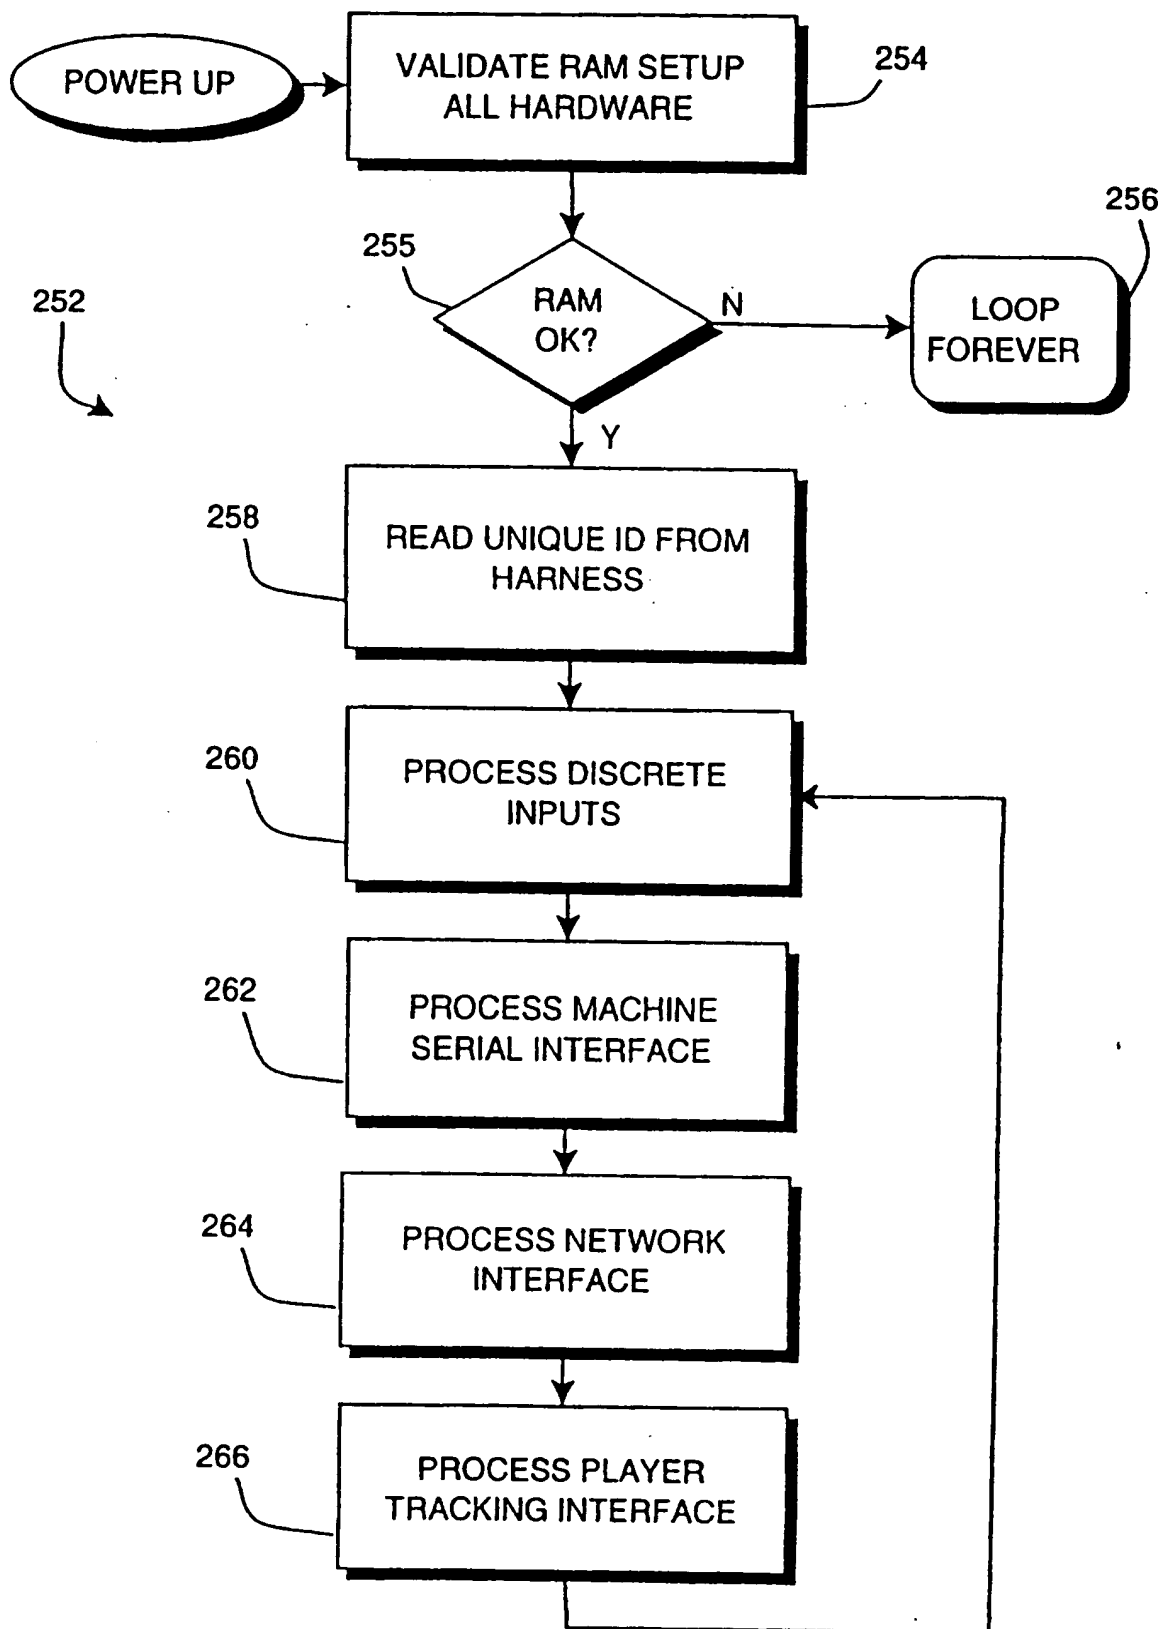 POWER UP
VALIDATE RAM SETUP
ALL HARDWARE
254
256
255
RAM
OK?
N
LOOP
FOREVER
252
Y
258
READ UNIQUE ID FROM
HARNESS
260
PROCESS DISCRETE
INPUTS
262
PROCESS MACHINE
SERIAL INTERFACE
264
PROCESS NETWORK
INTERFACE
266
PROCESS PLAYER
TRACKING INTERFACE